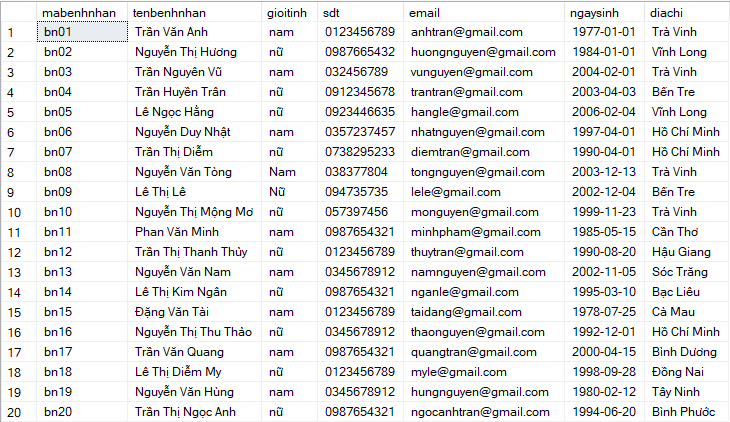 mabenhnhan tenbenhnhan gioitinh sdt email ngaysinh diachi
1 bn01 Trần Văn Anh nam 0123456789 anhtran@gmail.com 1977-01-01 Trà Vinh
2 bn02 Nguyễn Thị Hương nữ 0987665432 huongnguyen@gmail.com 1984-01-01 Vĩnh Long
3 bn03 Trần Nguyên Vũ nam 032456789 vunguyen@gmail.com 2004-02-01 Trà Vinh
4 bn04 Trần Huyền Trân nữ 0912345678 trantran@gmail.com 2003-04-03 Bến Tre
5 bn05 Lê Ngọc Hằng nữ 0923446635 hangle@gmail.com 2006-02-04 Vĩnh Long
6 bn06 Nguyễn Duy Nhật nam 0357237457 nhatnguyen@gmail.com 1997-04-01 Hồ Chí Minh
7 bn07 Trần Thị Diễm nữ 0738295233 diemtran@gmail.com 1990-04-01 Hồ Chí Minh
8 bn08 Nguyễn Văn Tòng Nam 038377804 tongnguyen@gmail.com 2003-12-13 Trà Vinh
9 bn09 Lê Thị Lê Nữ 094735735 lele@gmail.com 2002-12-04 Bến Tre
10 bn10 Nguyễn Thị Mộng Mơ nữ 057397456 monguyen@gmail.com 1999-11-23 Trà Vinh
11 bn11 Phan Văn Minh nam 0987654321 minhpham@gmail.com 1985-05-15 Cần Thơ
12 bn12 Trần Thị Thanh Thủy nữ 0123456789 thuytran@gmail.com 1990-08-20 Hậu Giang
13 bn13 Nguyễn Văn Nam nam 0345678912 namnguyen@gmail.com 2002-11-05 Sóc Trăng
14 bn14 Lê Thị Kim Ngân nữ 0987654321 nganle@gmail.com 1995-03-10 Bạc Liêu
15 bn15 Đặng Văn Tài nam 0123456789 taidang@gmail.com 1978-07-25 Cà Mau
16 bn16 Nguyễn Thị Thu Thảo nữ 0345678912 thaonguyen@gmail.com 1992-12-01 Hồ Chí Minh
17 bn17 Trần Văn Quang nam 0987654321 quangtran@gmail.com 2000-04-15 Bình Dương
18 bn18 Lê Thị Diễm My nữ 0123456789 myle@gmail.com 1998-09-28 Đồng Nai
19 bn19 Nguyễn Văn Hùng nam 0345678912 hungnguyen@gmail.com 1980-02-12 Tây Ninh
20 bn20 Trần Thị Ngọc Anh nữ 0987654321 ngocanhtran@gmail.com 1994-06-20 Bình Phước